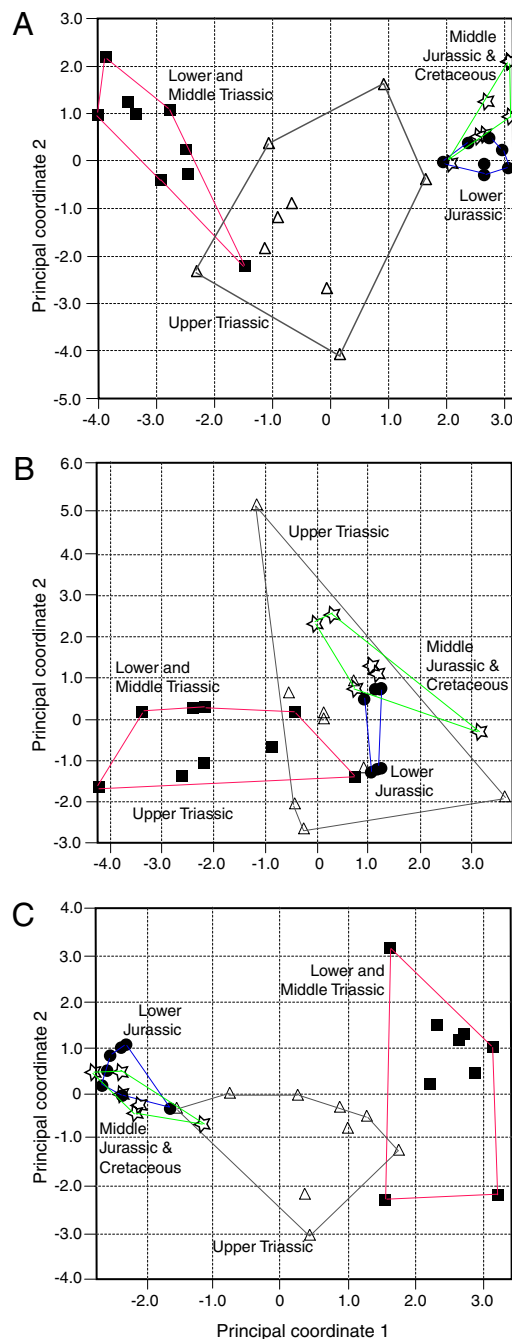 A
Principal coordinate 2
3.0
2.0
1.0
0
-1.0
-2.0
-3.0
-4.0
-5.0
Lower and
Middle Triassic
Middle
Jurassic &
Cretaceous
Lower
Jurassic
Upper Triassic
-4.0 -3.0 -2.0 -1.0 0 1.0 2.0 3.0
B
Principal coordinate 2
6.0
5.0
4.0
3.0
2.0
1.0
0
-1.0
-2.0
-3.0
Upper Triassic
Lower and
Middle Triassic
Middle
Jurassic &
Cretaceous
Lower
Jurassic
Upper Triassic
-4.0 -3.0 -2.0 -1.0 0 1.0 2.0 3.0
C
Principal coordinate 2
4.0
3.0
2.0
1.0
0
-1.0
-2.0
-3.0
-4.0
Lower and
Middle Triassic
Lower
Jurassic
Middle
Jurassic &
Cretaceous
Upper Triassic
-2.0 -1.0 0 1.0 2.0 3.0
Principal coordinate 1